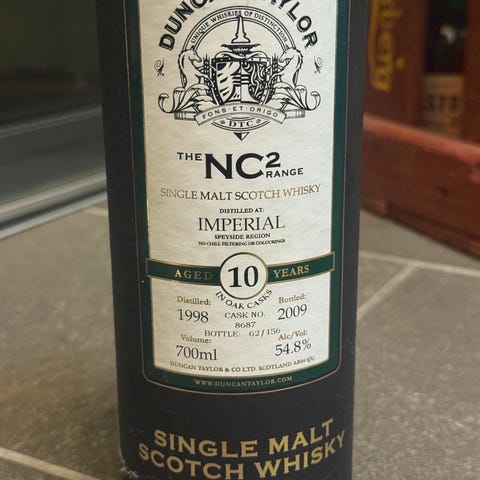 DUNCAN TAYLOR
UNIQUE WHISKIES OF DISTINCTION
FONS·ET·ORIGO
DTC
THE NC2 RANGE
SINGLE MALT SCOTCH WHISKY
DISTILLED AT:
IMPERIAL
SPEYSIDE REGION
NO CHILL FILTERING OR COLOURINGS
AGED 10 YEARS
IN OAK CASKS
Distilled: Bottled:
1998 CASK NO. 2009
8687
BOTTLE: 62/156
Volume: Alc/Vol:
700ml 54.8%
DUNCAN TAYLOR & CO LTD. SCOTLAND AB54 6JU
WWW.DUNCANTAYLOR.COM
SINGLE MALT
SCOTCH WHISKY